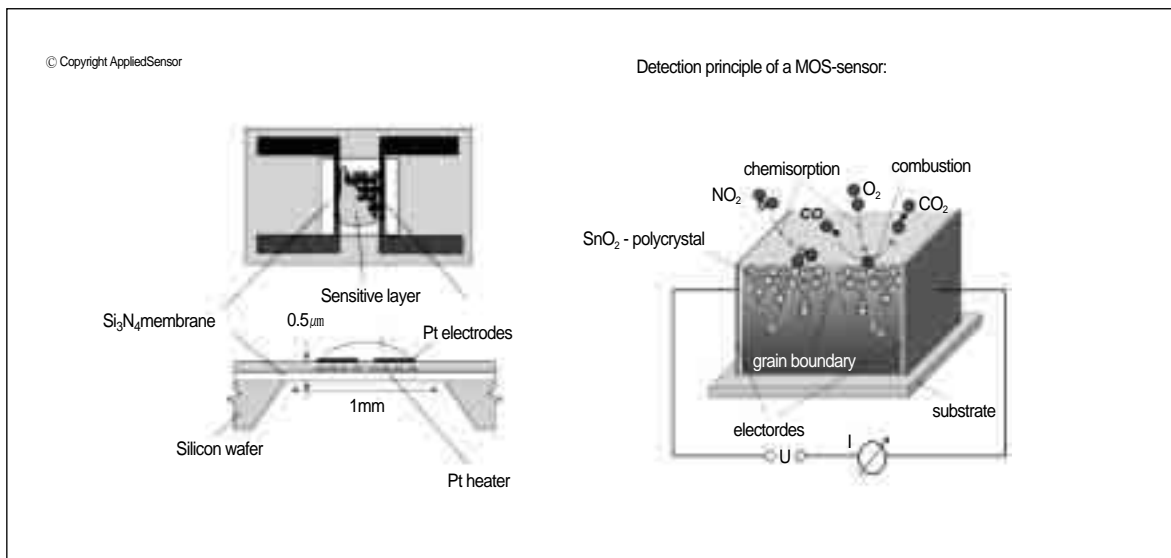 © Copyright AppliedSensor
Detection principle of a MOS-sensor:
Sensitive layer
Si₃N₄membrane
0.5㎛
Pt electrodes
1mm
Silicon wafer
Pt heater
chemisorption
combustion
NO₂
O₂
CO
CO₂
SnO₂ - polycrystal
grain boundary
substrate
electordes
U
I